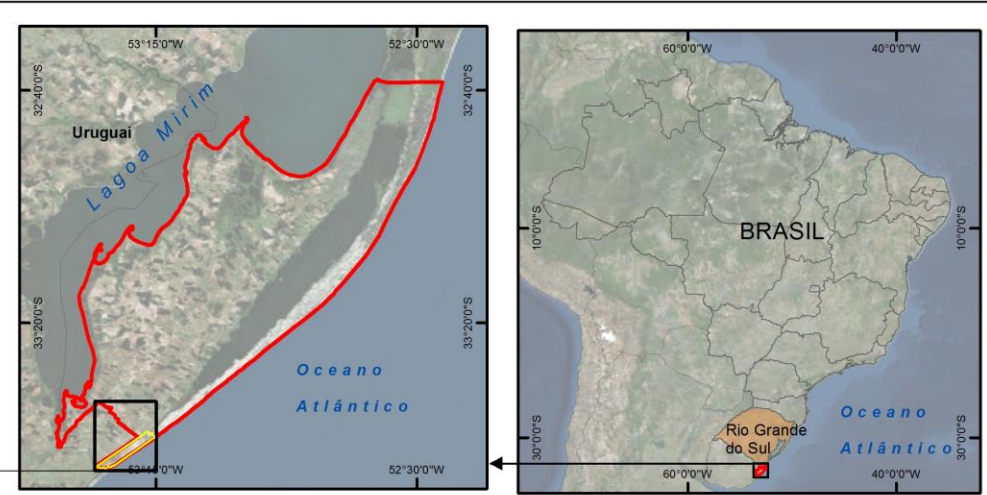 53°15'0"W
52°30'0"W
32°40'0"S
32°40'0"S
Uruguai
Lagoa Mirim
33°20'0"S
33°20'0"S
Oceano
Atlântico
53°15'0"W
52°30'0"W
60°0'0"W
40°0'0"W
10°0'0"S
10°0'0"S
BRASIL
Rio Grande
do Sul
Oceano
Atlântico
30°0'0"S
30°0'0"S
60°0'0"W
40°0'0"W